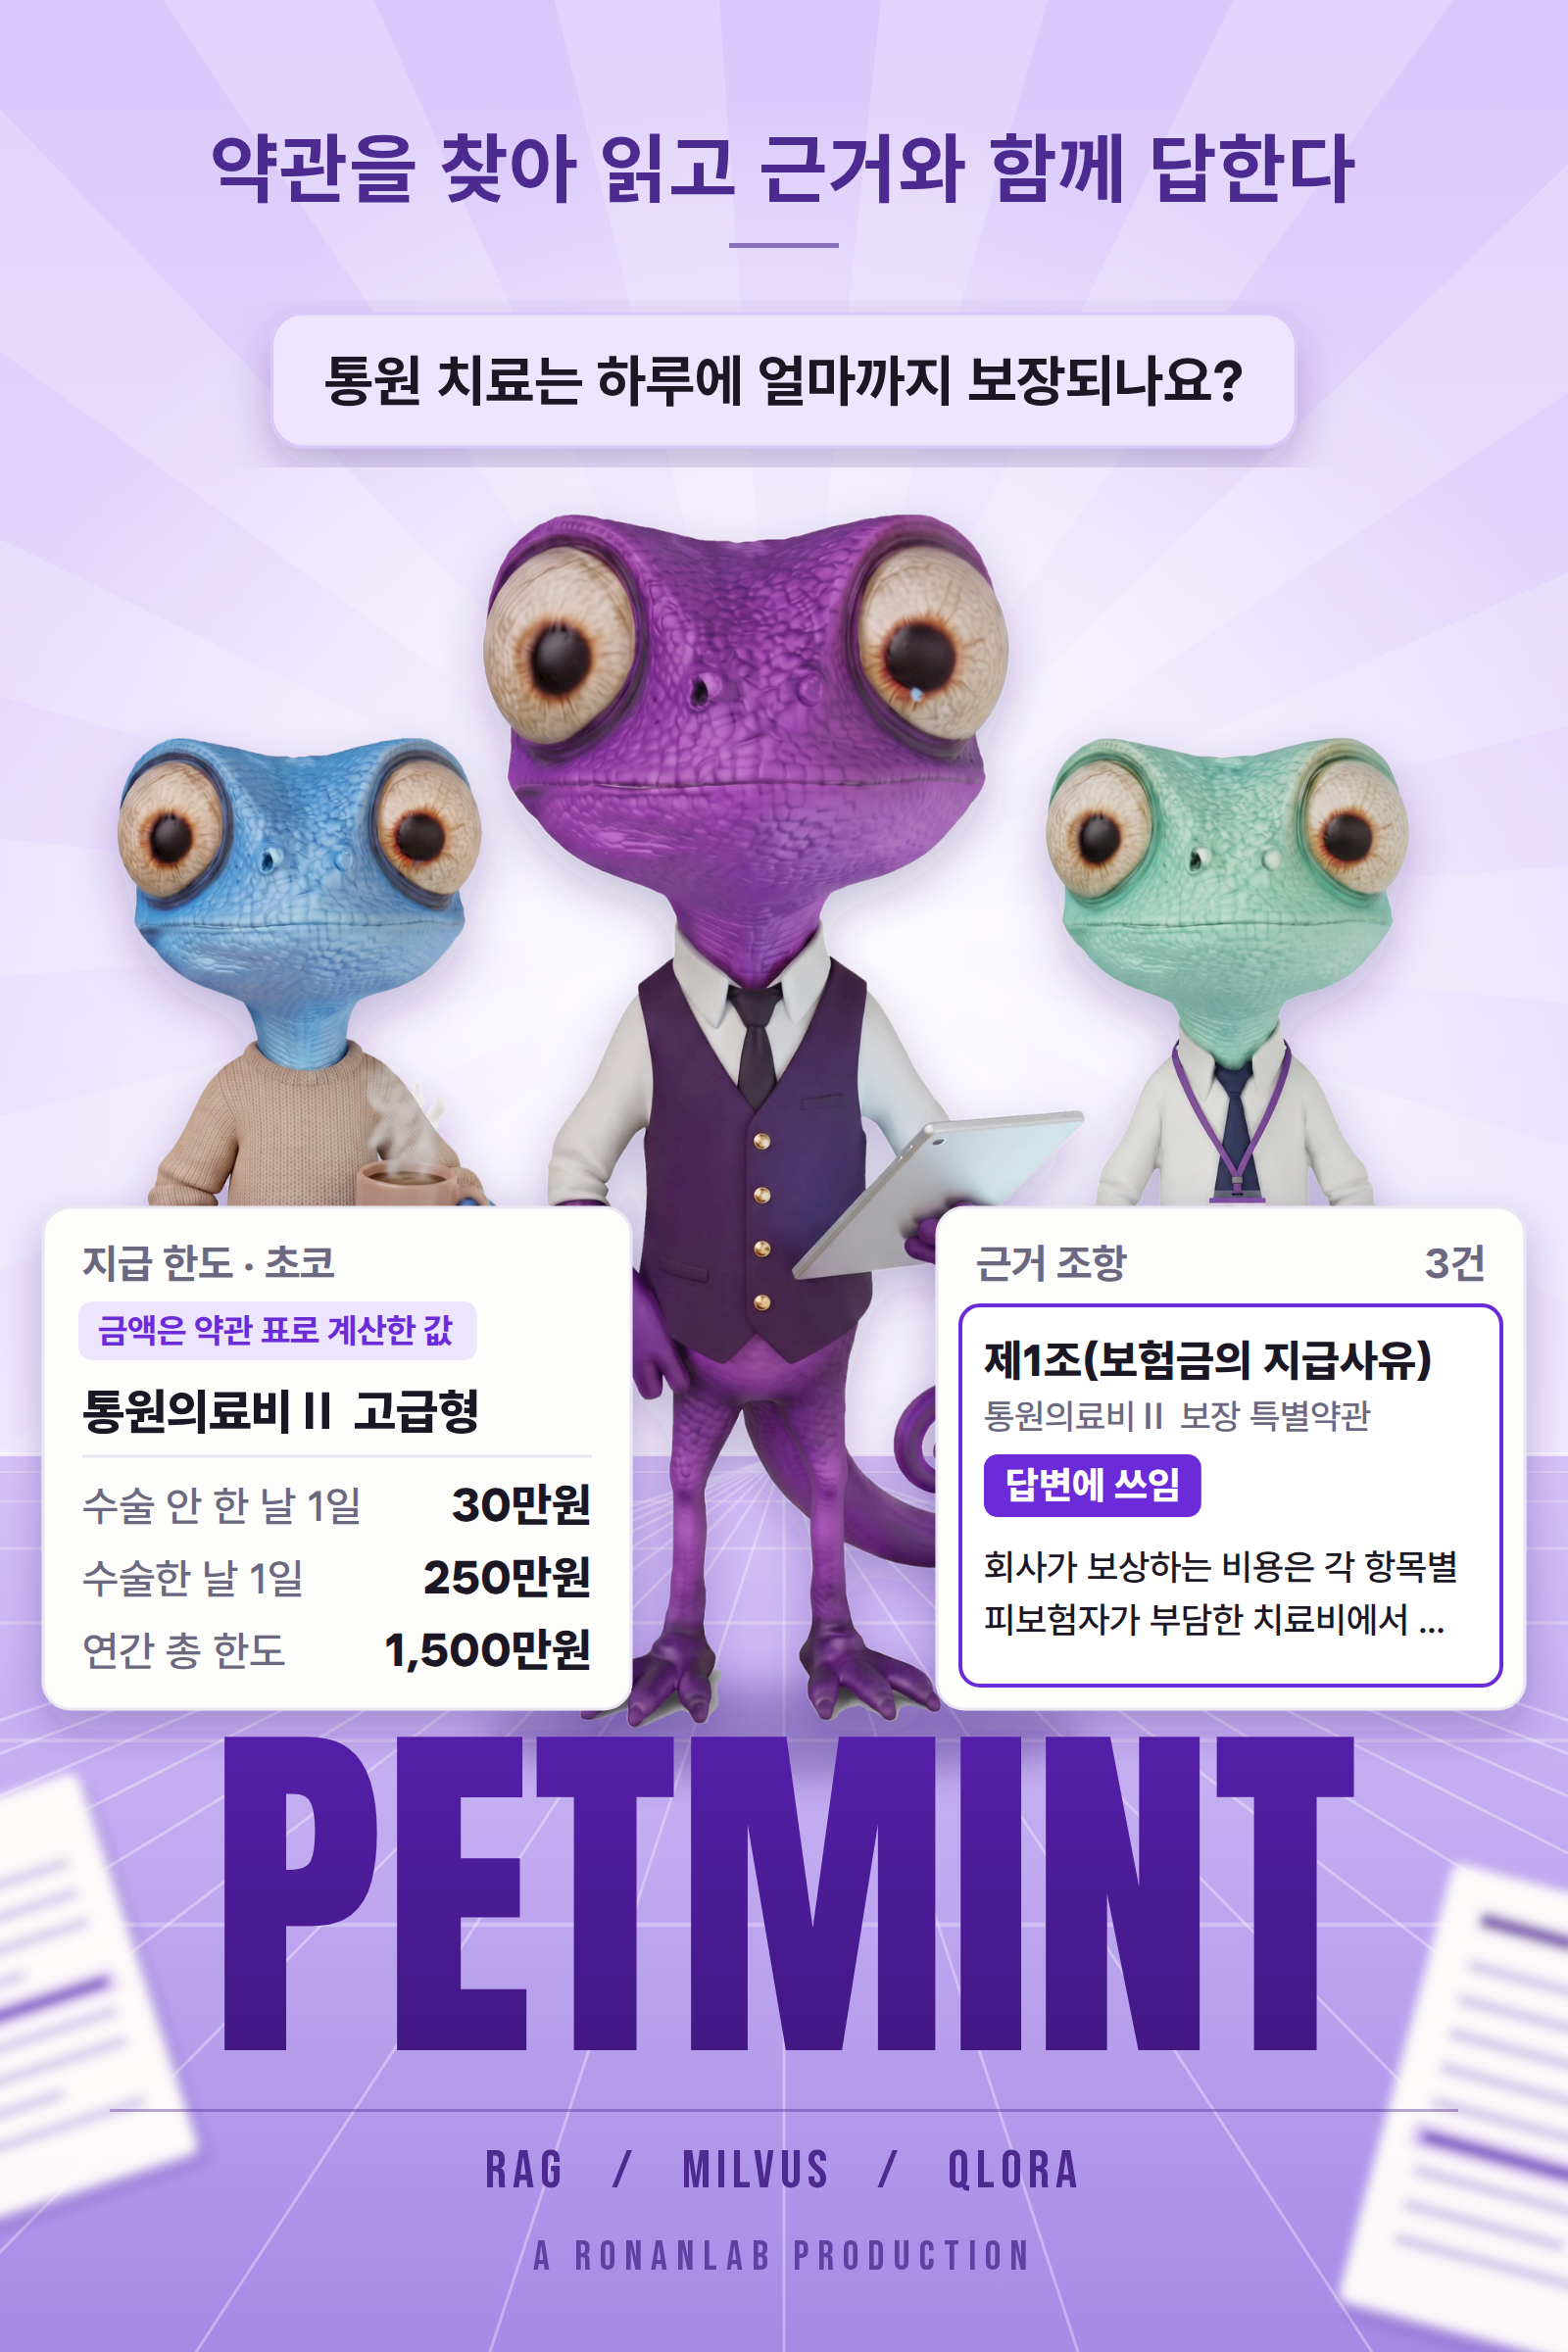 약관을 찾아 읽고 근거와 함께 답한다
통원 치료는 하루에 얼마까지 보장되나요?
지급 한도 · 초코
금액은 약관 표로 계산한 값
통원의료비Ⅱ 고급형
수술 안 한 날 1일 30만원
수술한 날 1일 250만원
연간 총 한도 1,500만원
근거 조항 3건
제1조(보험금의 지급사유)
통원의료비Ⅱ 보장 특별약관
답변에 쓰임
회사가 보상하는 비용은 각 항목별
피보험자가 부담한 치료비에서 ...
PETMINT
RAG / MILVUS / QLORA
A RONANLAB PRODUCTION